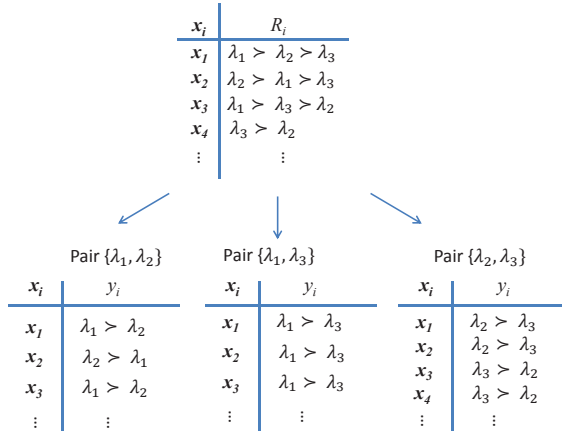 xᵢ Rᵢ
x₁ λ₁ ≻ λ₂ ≻ λ₃
x₂ λ₂ ≻ λ₁ ≻ λ₃
x₃ λ₁ ≻ λ₃ ≻ λ₂
x₄ λ₃ ≻ λ₂
⋮ ⋮
Pair {λ₁, λ₂}
xᵢ yᵢ
x₁ λ₁ ≻ λ₂
x₂ λ₂ ≻ λ₁
x₃ λ₁ ≻ λ₂
⋮ ⋮
Pair {λ₁, λ₃}
xᵢ yᵢ
x₁ λ₁ ≻ λ₃
x₂ λ₁ ≻ λ₃
x₃ λ₁ ≻ λ₃
⋮ ⋮
Pair {λ₂, λ₃}
xᵢ yᵢ
x₁ λ₂ ≻ λ₃
x₂ λ₂ ≻ λ₃
x₃ λ₃ ≻ λ₂
x₄ λ₃ ≻ λ₂
⋮ ⋮